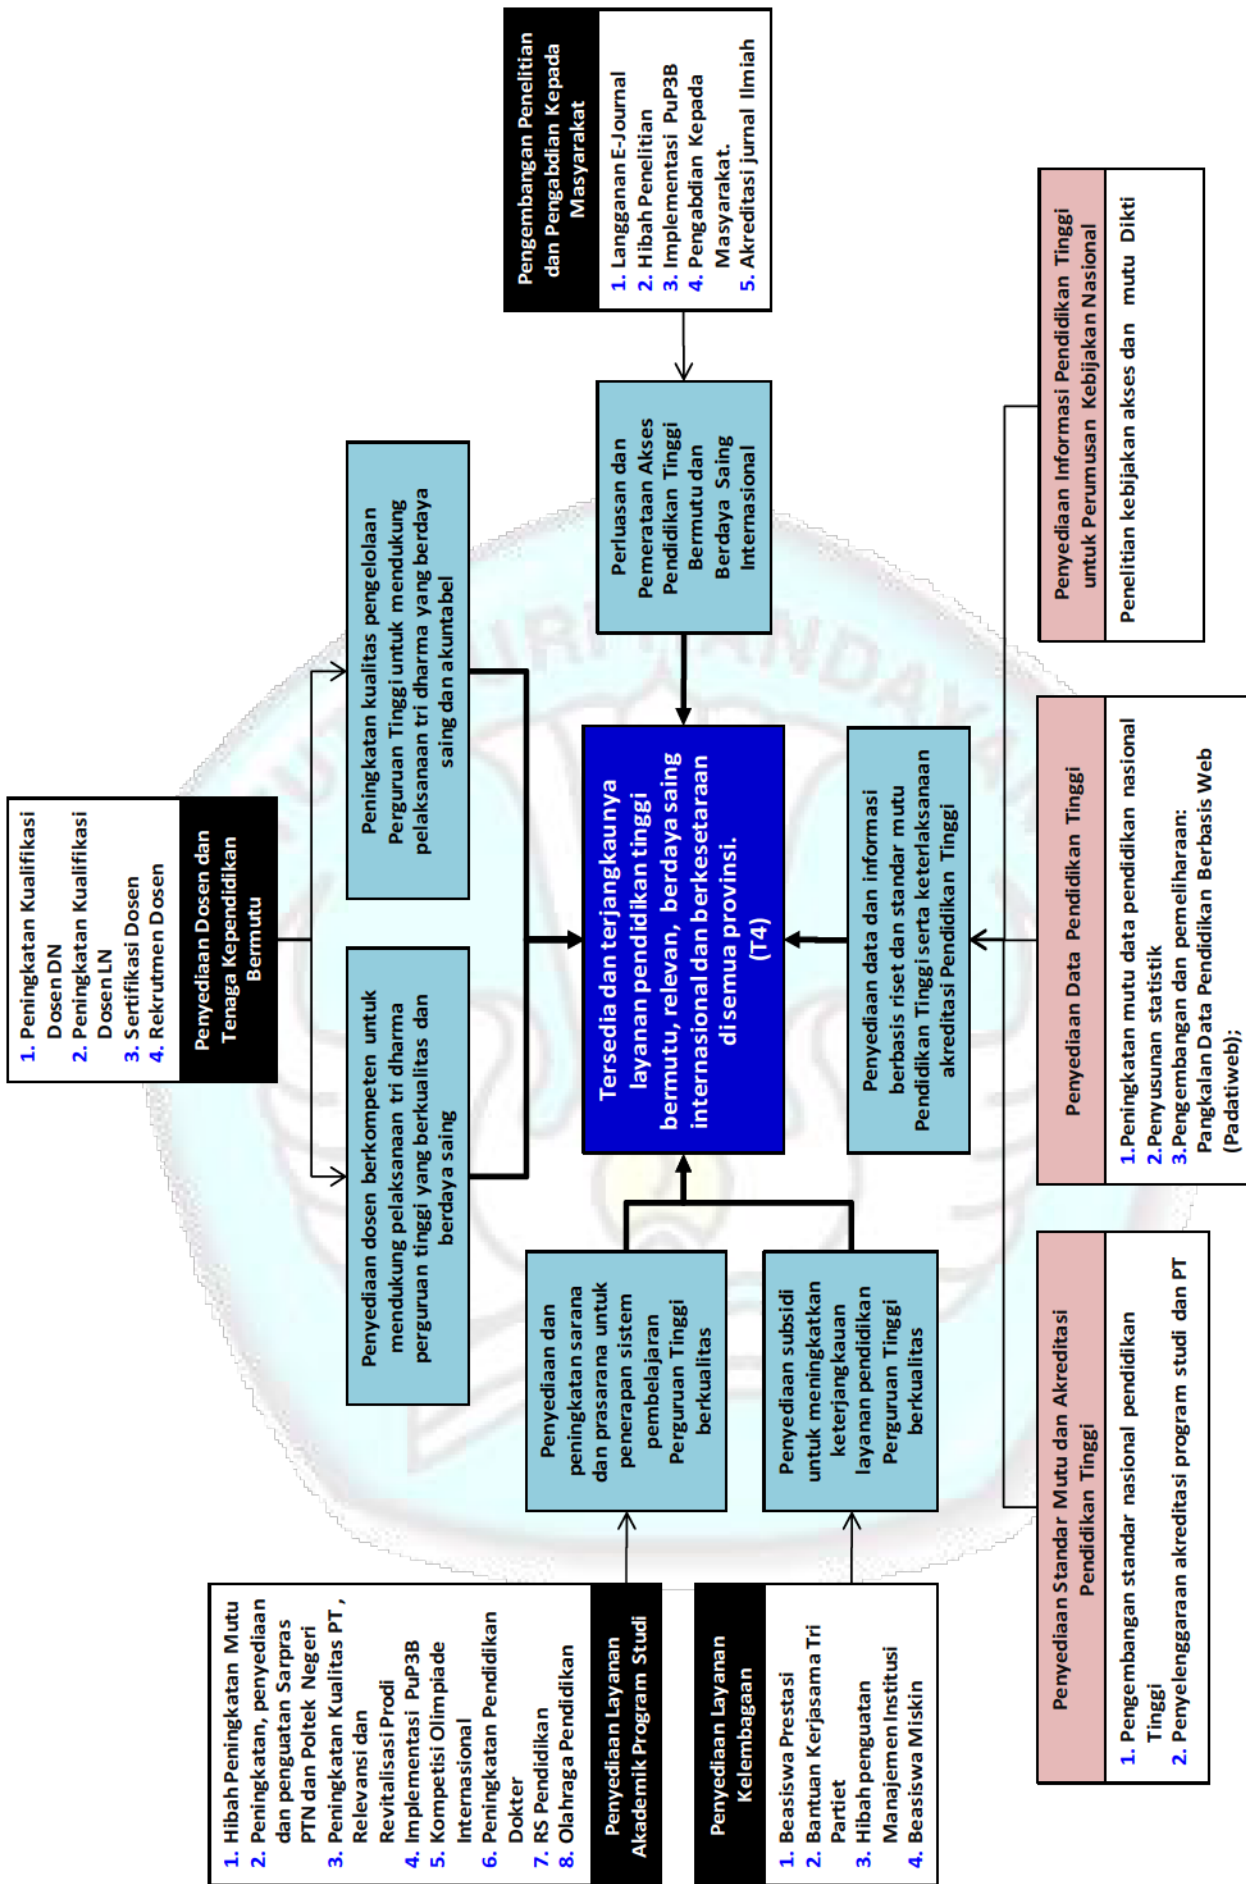 1. Peningkatan Kualifikasi
Dosen DN
2. Peningkatan Kualifikasi
Dosen LN
3. Sertifikasi Dosen
4. Rekrutmen Dosen
Penyediaan Dosen dan
Tenaga Kependidikan
Bermutu
1. Hibah Peningkatan Mutu
2. Peningkatan, penyediaan
dan penguatan Sarpras
PTN dan Poltek Negeri
3. Peningkatan Kualitas PT ,
Relevansi dan
Revitalisasi Prodi
4. Implementasi PuP3B
5. Kompetisi Olimpiade
Internasional
6. Peningkatan Pendidikan
Dokter
7. RS Pendidikan
8. Olahraga Pendidikan
Penyediaan Layanan
Akademik Program Studi
Penyediaan dosen berkompeten untuk
mendukung pelaksanaan tri dharma
perguruan tinggi yang berkualitas dan
berdaya saing
Peningkatan kualitas pengelolaan
Perguruan Tinggi untuk mendukung
pelaksanaan tri dharma yang berdaya
saing dan akuntabel
Penyediaan dan
peningkatan sarana
dan prasarana untuk
penerapan sistem
pembelajaran
Perguruan Tinggi
berkualitas
Tersedia dan terjangkaunya
layanan pendidikan tinggi
bermutu, relevan, berdaya saing
internasional dan berkesetaraan
di semua provinsi.
(T4)
Perluasan dan
Pemerataan Akses
Pendidikan Tinggi
Bermutu dan
Berdaya Saing
Internasional
Pengembangan Penelitian
dan Pengabdian Kepada
Masyarakat
1. Langganan E-Journal
2. Hibah Penelitian
3. Implementasi PuP3B
4. Pengabdian Kepada
Masyarakat.
5. Akreditasi jurnal Ilmiah
Penyediaan Layanan
Kelembagaan
1. Beasiswa Prestasi
2. Bantuan Kerjasama Tri
Partiet
3. Hibah penguatan
Manajemen Institusi
4. Beasiswa Miskin
Penyediaan subsidi
untuk meningkatkan
keterjangkauan
layanan pendidikan
Perguruan Tinggi
berkualitas
Penyediaan data dan informasi
berbasis riset dan standar mutu
Pendidikan Tinggi serta keterlaksanaan
akreditasi Pendidikan Tinggi
Penyediaan Standar Mutu dan Akreditasi
Pendidikan Tinggi
1. Pengembangan standar nasional pendidikan
Tinggi
2. Penyelenggaraan akreditasi program studi dan PT
Penyediaan Data Pendidikan Tinggi
1.Peningkatan mutu data pendidikan nasional
2.Penyusunan statistik
3.Pengembangan dan pemeliharaan:
Pangkalan Data Pendidikan Berbasis Web
(Padatiweb);
Penyediaan Informasi Pendidikan Tinggi
untuk Perumusan Kebijakan Nasional
Penelitian kebijakan akses dan mutu Dikti
TUT WURI HANDAYANI